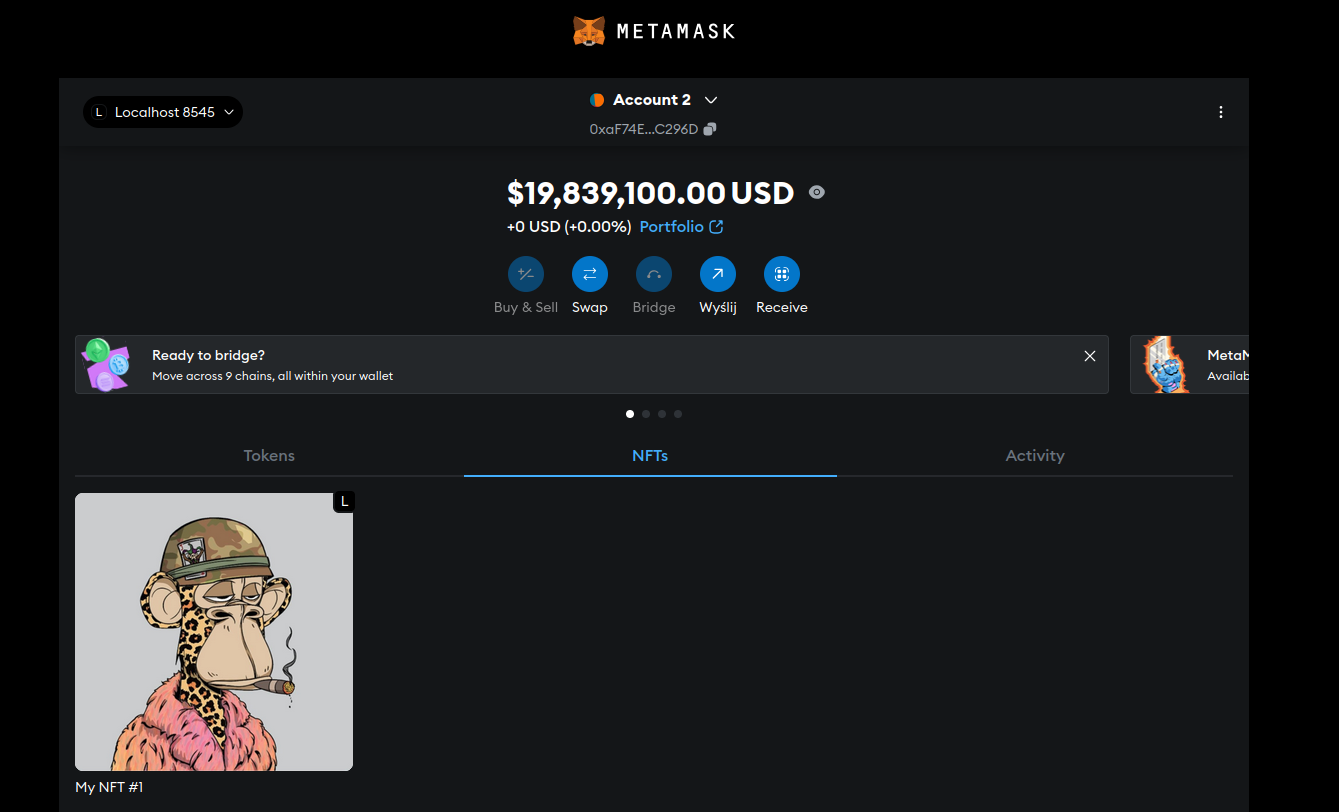 METAMASK
L Localhost 8545
Account 2
0xaF74E...C296D
$19,839,100.00 USD
+0 USD (+0.00%) Portfolio
Buy & Sell Swap Bridge Wyślij Receive
Ready to bridge?
Move across 9 chains, all within your wallet
Tokens NFTs Activity
L
My NFT #1